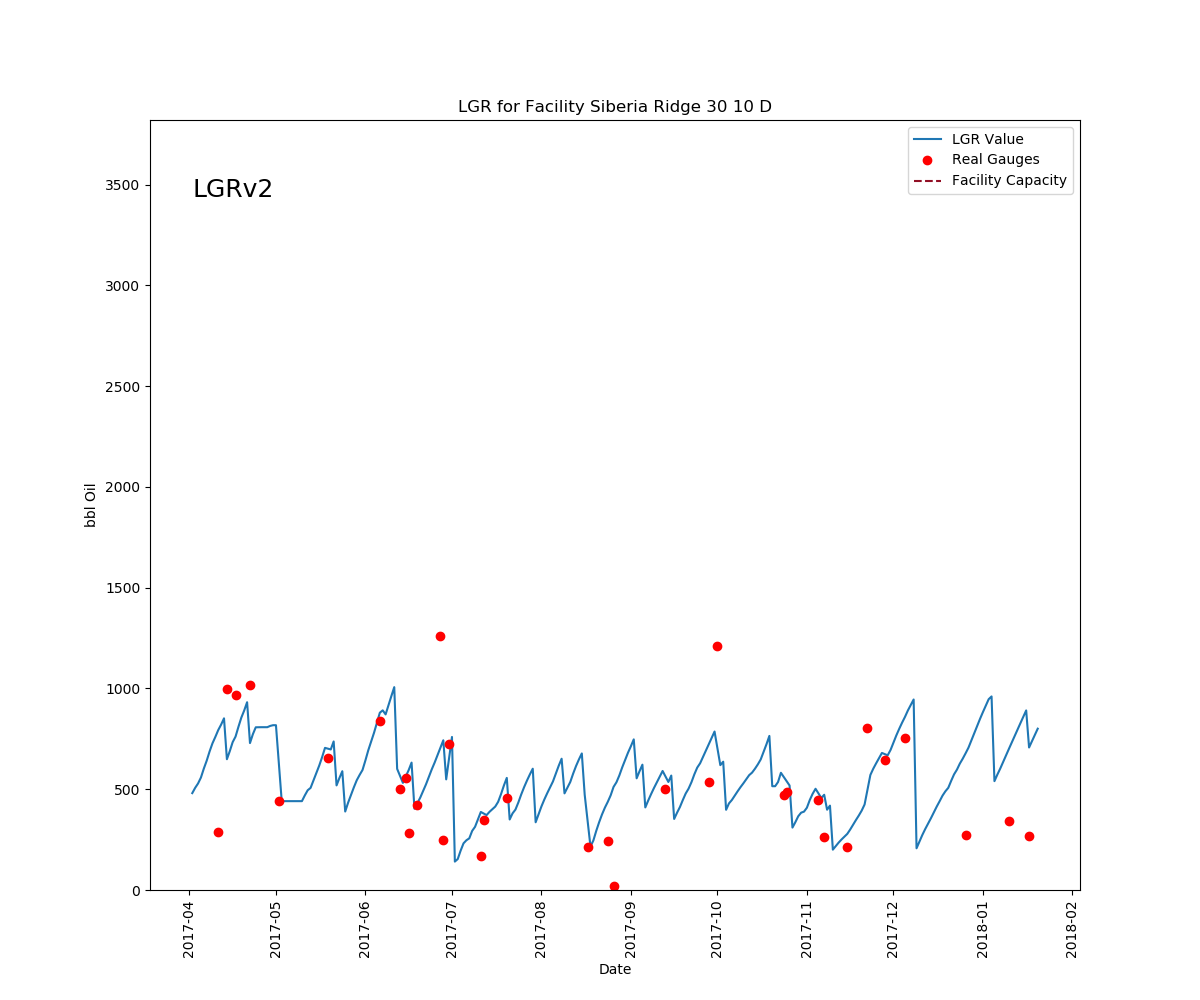 LGR for Facility Siberia Ridge 30 10 D
LGR Value
Real Gauges
Facility Capacity
LGRv2
3500
3000
2500
2000
1500
1000
500
0
bbl Oil
2017-04
2017-05
2017-06
2017-07
2017-08
2017-09
2017-10
2017-11
2017-12
2018-01
2018-02
Date